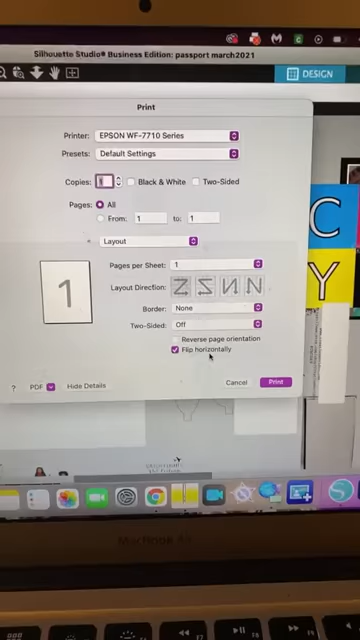 Silhouette Studio® Business Edition: passport march2021
DESIGN
Print
Printer: EPSON WF-7710 Series
Presets: Default Settings
Copies: 1 Black & White Two-Sided
Pages: All
From: 1 to: 1
Layout
Pages per Sheet: 1
Layout Direction:
Border: None
Two-Sided: Off
Reverse page orientation
Flip horizontally
? PDF Hide Details Cancel Print
1
C
Y
MacBook Air